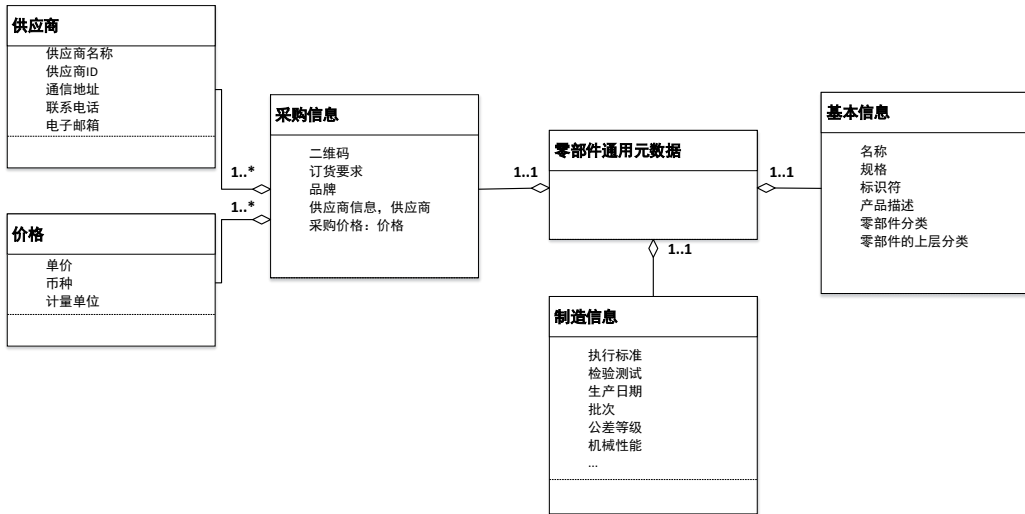 供应商
供应商名称
供应商ID
通信地址
联系电话
电子邮箱
价格
单价
币种
计量单位
1..*
1..*
采购信息
二维码
订货要求
品牌
供应商信息，供应商
采购价格：价格
1..1
零部件通用元数据
1..1
1..1
制造信息
执行标准
检验测试
生产日期
批次
公差等级
机械性能
...
基本信息
名称
规格
标识符
产品描述
零部件分类
零部件的上层分类